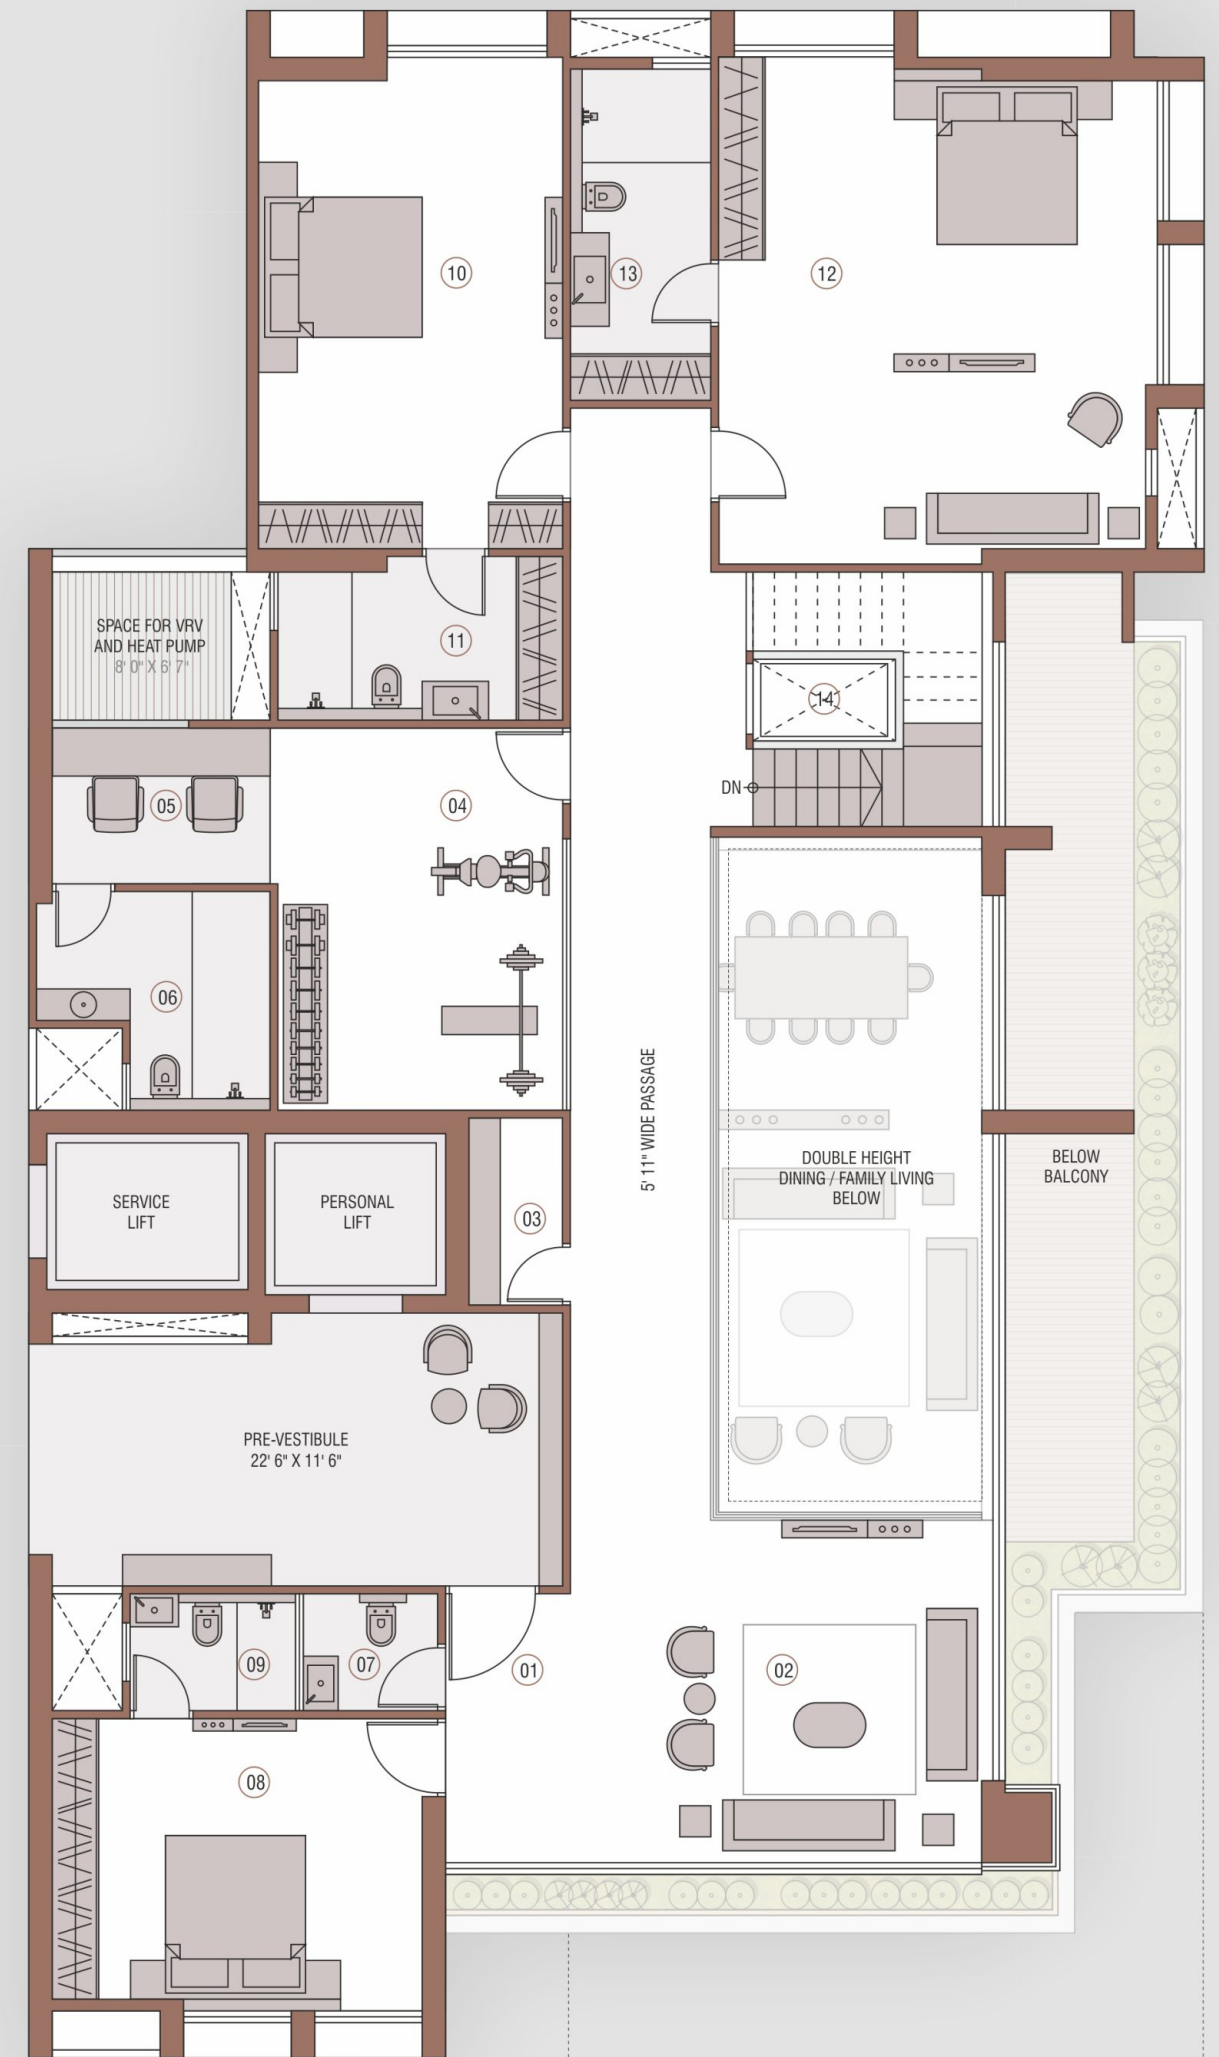 10
13
12
SPACE FOR VRV
AND HEAT PUMP
8' 0" X 6' 7"
11
14
DN
05
04
06
5' 11" WIDE PASSAGE
DOUBLE HEIGHT
DINING / FAMILY LIVING
BELOW
BELOW
BALCONY
SERVICE
LIFT
PERSONAL
LIFT
03
PRE-VESTIBULE
22' 6" X 11' 6"
09
07
01
02
08